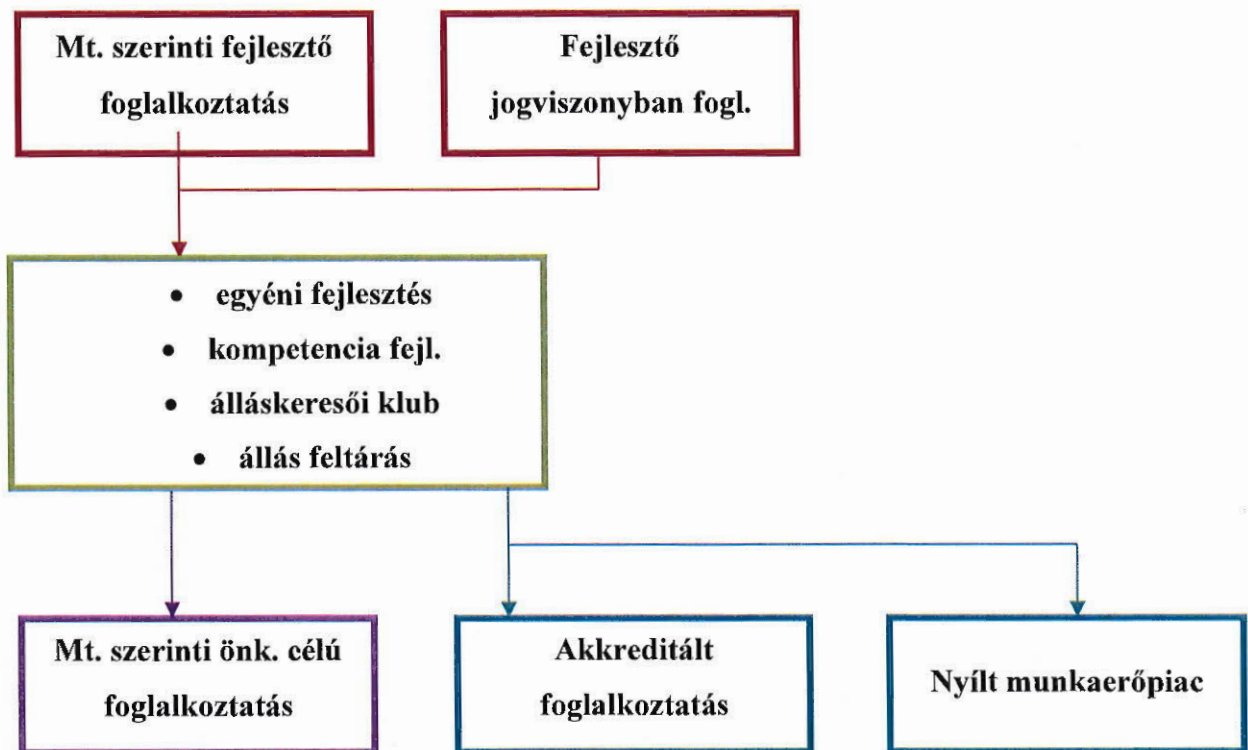 Mt. szerinti fejlesztő
foglalkoztatás
Fejlesztő
jogviszonyban fogl.
• egyéni fejlesztés
• kompetencia fejl.
• álláskeresői klub
• állás feltárás
Mt. szerinti önk. célú
foglalkoztatás
Akkreditált
foglalkoztatás
Nyílt munkaerőpiac